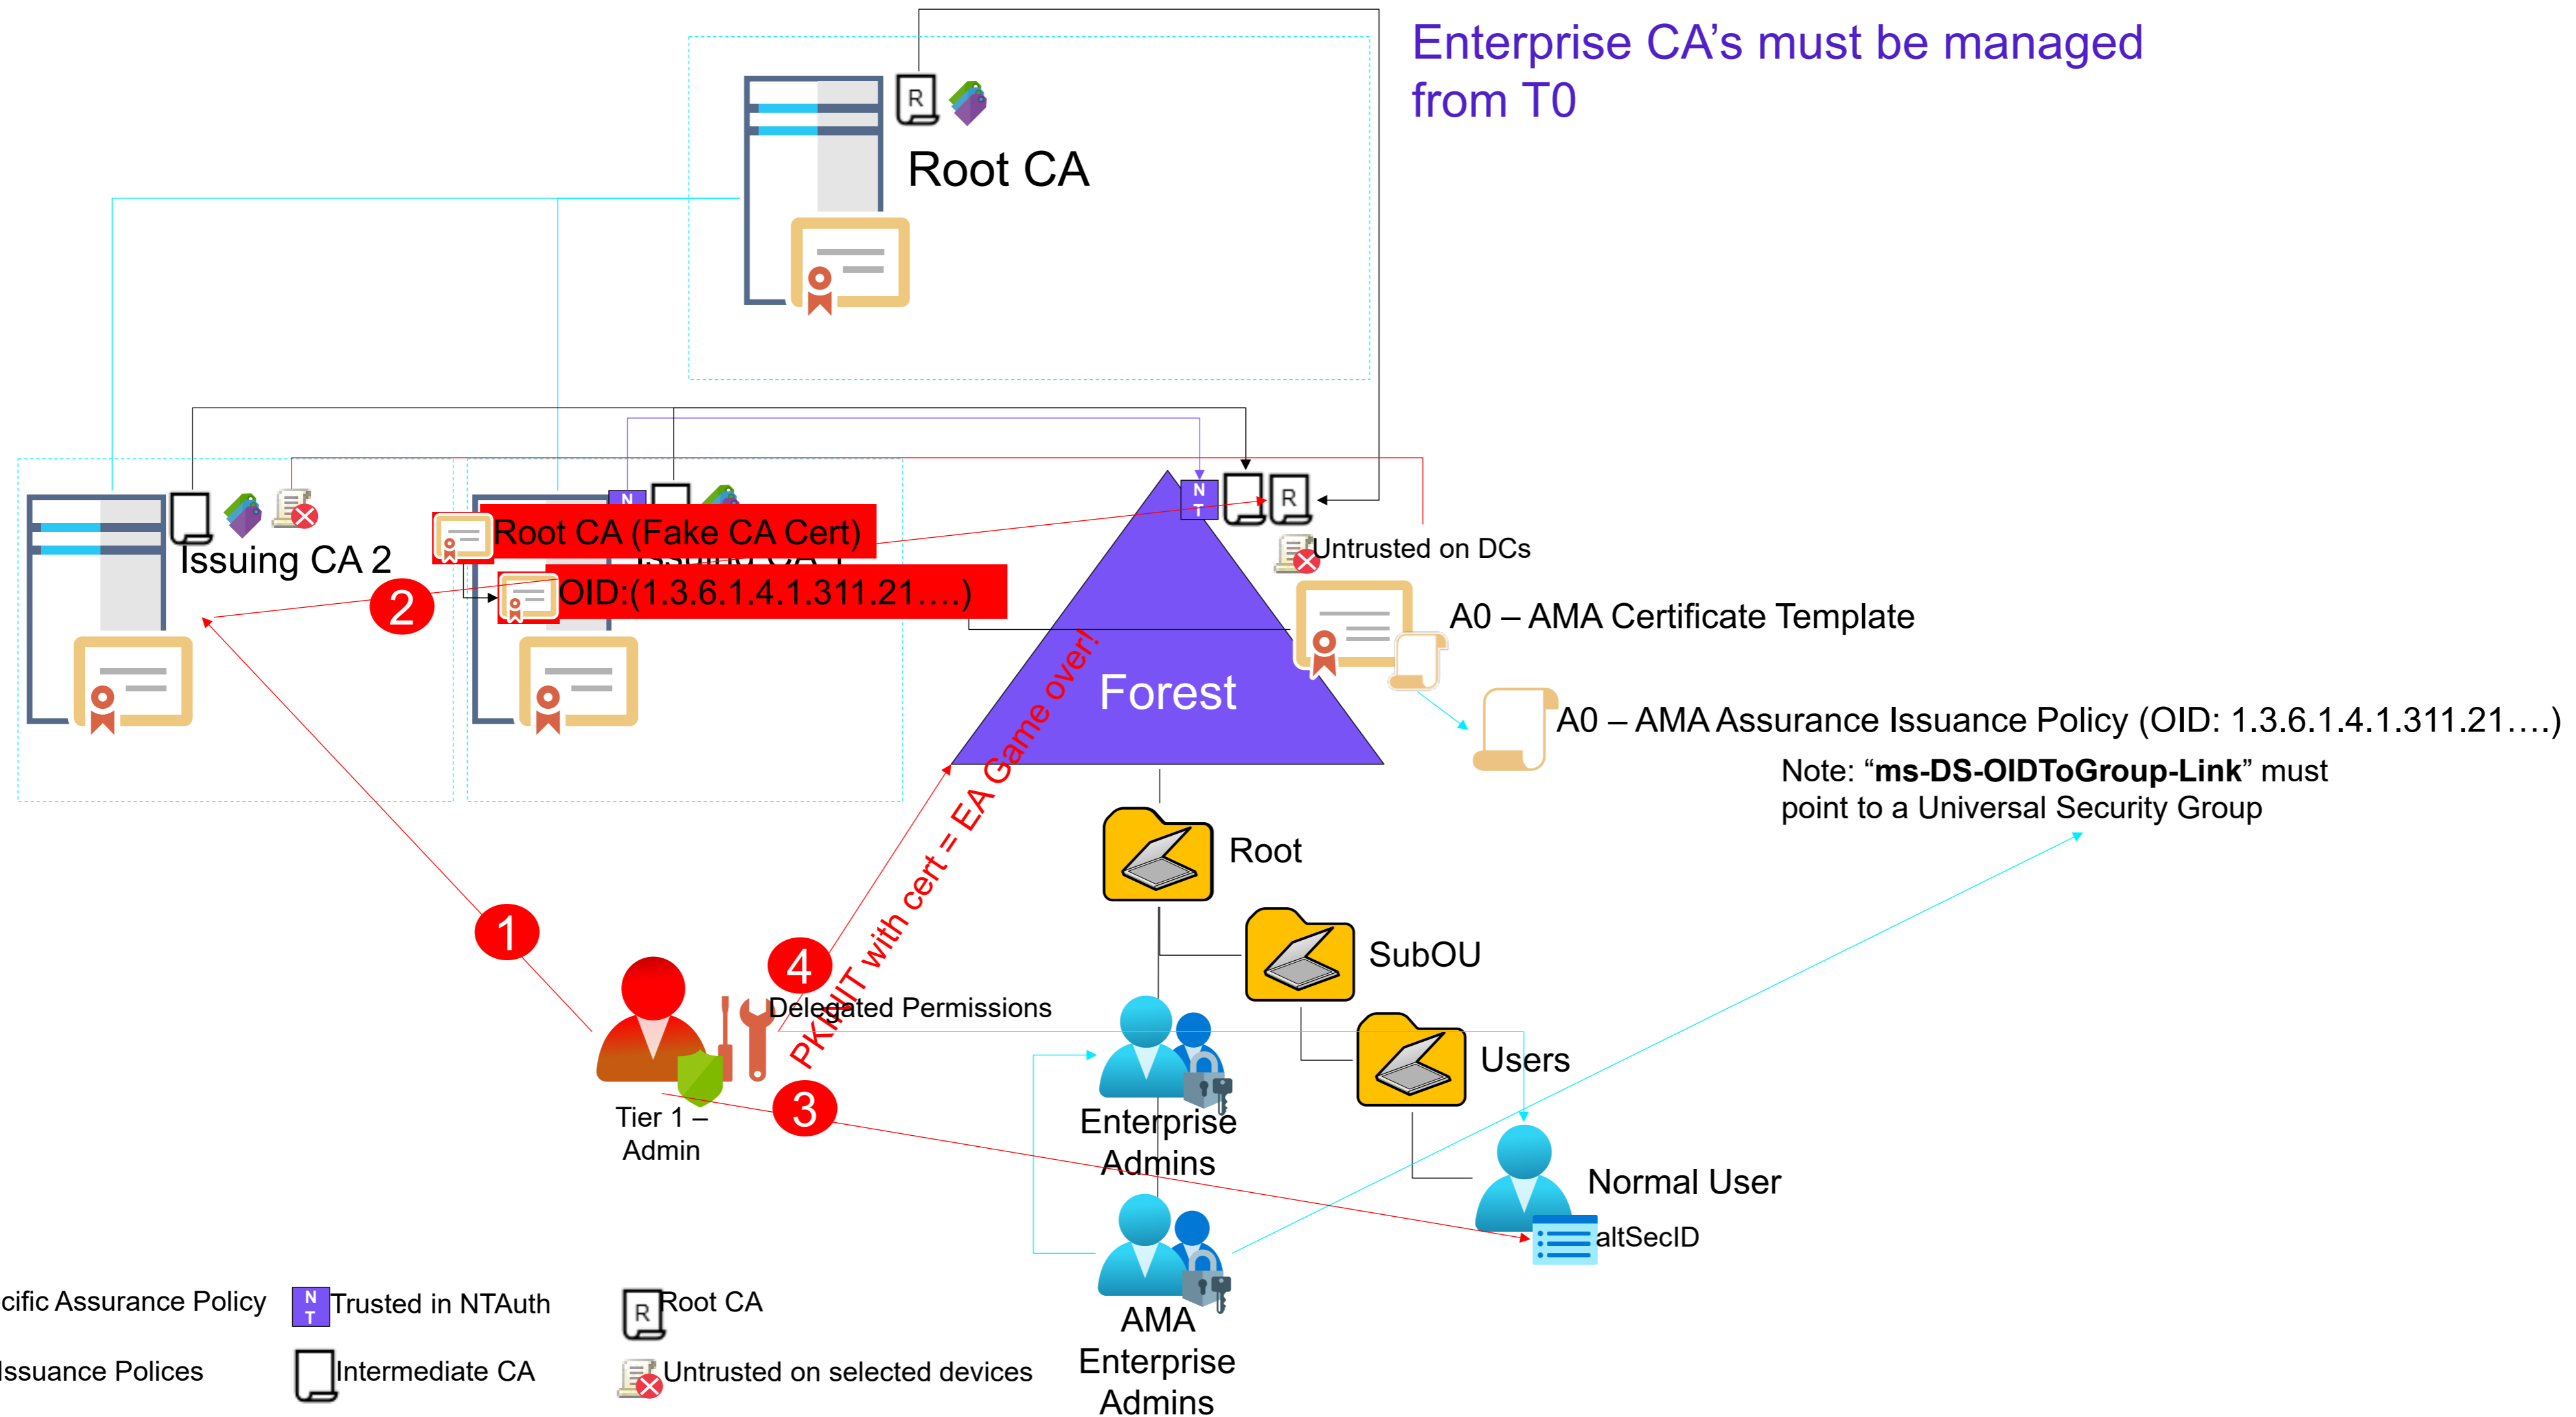 Enterprise CA's must be managed
from T0
R
Root CA
N
T
R
N
Issuing CA 2
Root CA (Fake CA Cert)
Issuing CA 1
OID:(1.3.6.1.4.1.311.21….)
2
Untrusted on DCs
A0 – AMA Certificate Template
Forest
A0 – AMA Assurance Issuance Policy (OID: 1.3.6.1.4.1.311.21….)
Note: “ms-DS-OIDToGroup-Link” must
point to a Universal Security Group
PKINIT with cert = EA Game over!
Root
1
4
SubOU
Delegated Permissions
Users
3
Tier 1 –
Admin
Enterprise
Admins
Normal User
altSecID
AMA
Enterprise
Admins
cific Assurance Policy
N
T
Trusted in NTAuth
R
Root CA
Issuance Polices
Intermediate CA
Untrusted on selected devices